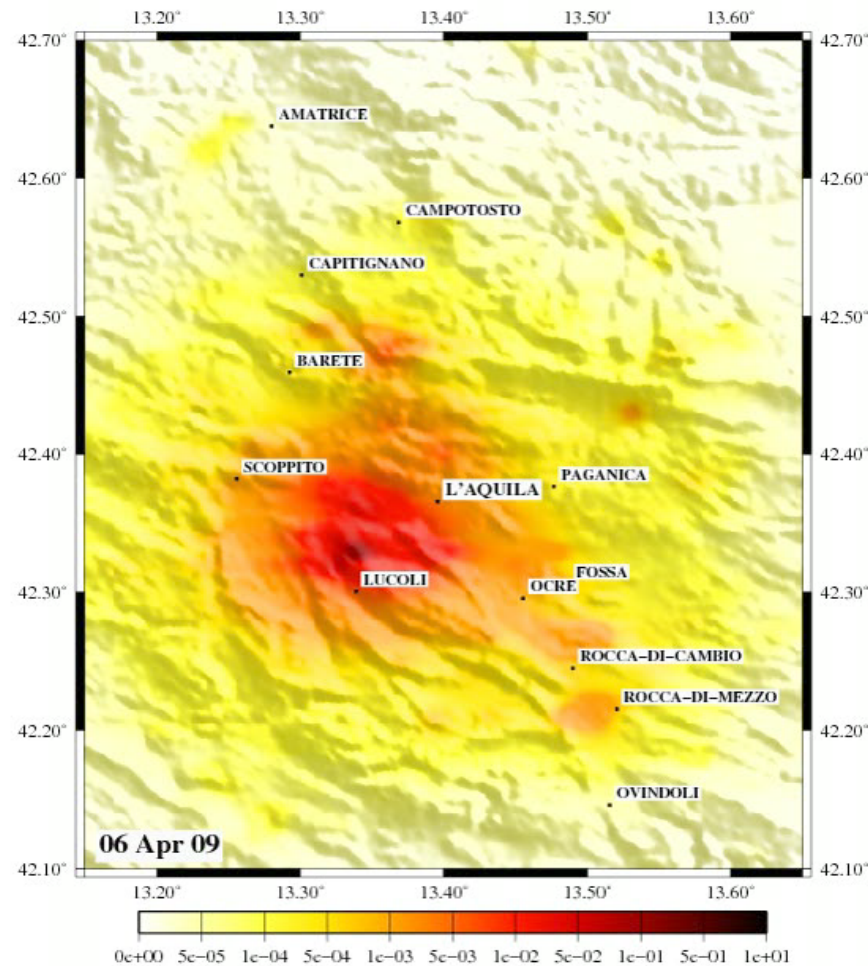 13.20° 13.30° 13.40° 13.50° 13.60°
42.70° 42.70°
AMATRICE
42.60° 42.60°
CAMPOTOSTO
CAPITIGNANO
42.50° 42.50°
BARETE
42.40° 42.40°
SCOPPITO
PAGANICA
L'AQUILA
FOSSA
LUCOLI
OCRE
42.30° 42.30°
ROCCA-DI-CAMBIO
ROCCA-DI-MEZZO
42.20° 42.20°
OVINDOLI
06 Apr 09
42.10° 42.10°
13.20° 13.30° 13.40° 13.50° 13.60°
0e+00 5e-05 1e-04 5e-04 1e-03 5e-03 1e-02 5e-02 1e-01 5e-01 1e+01